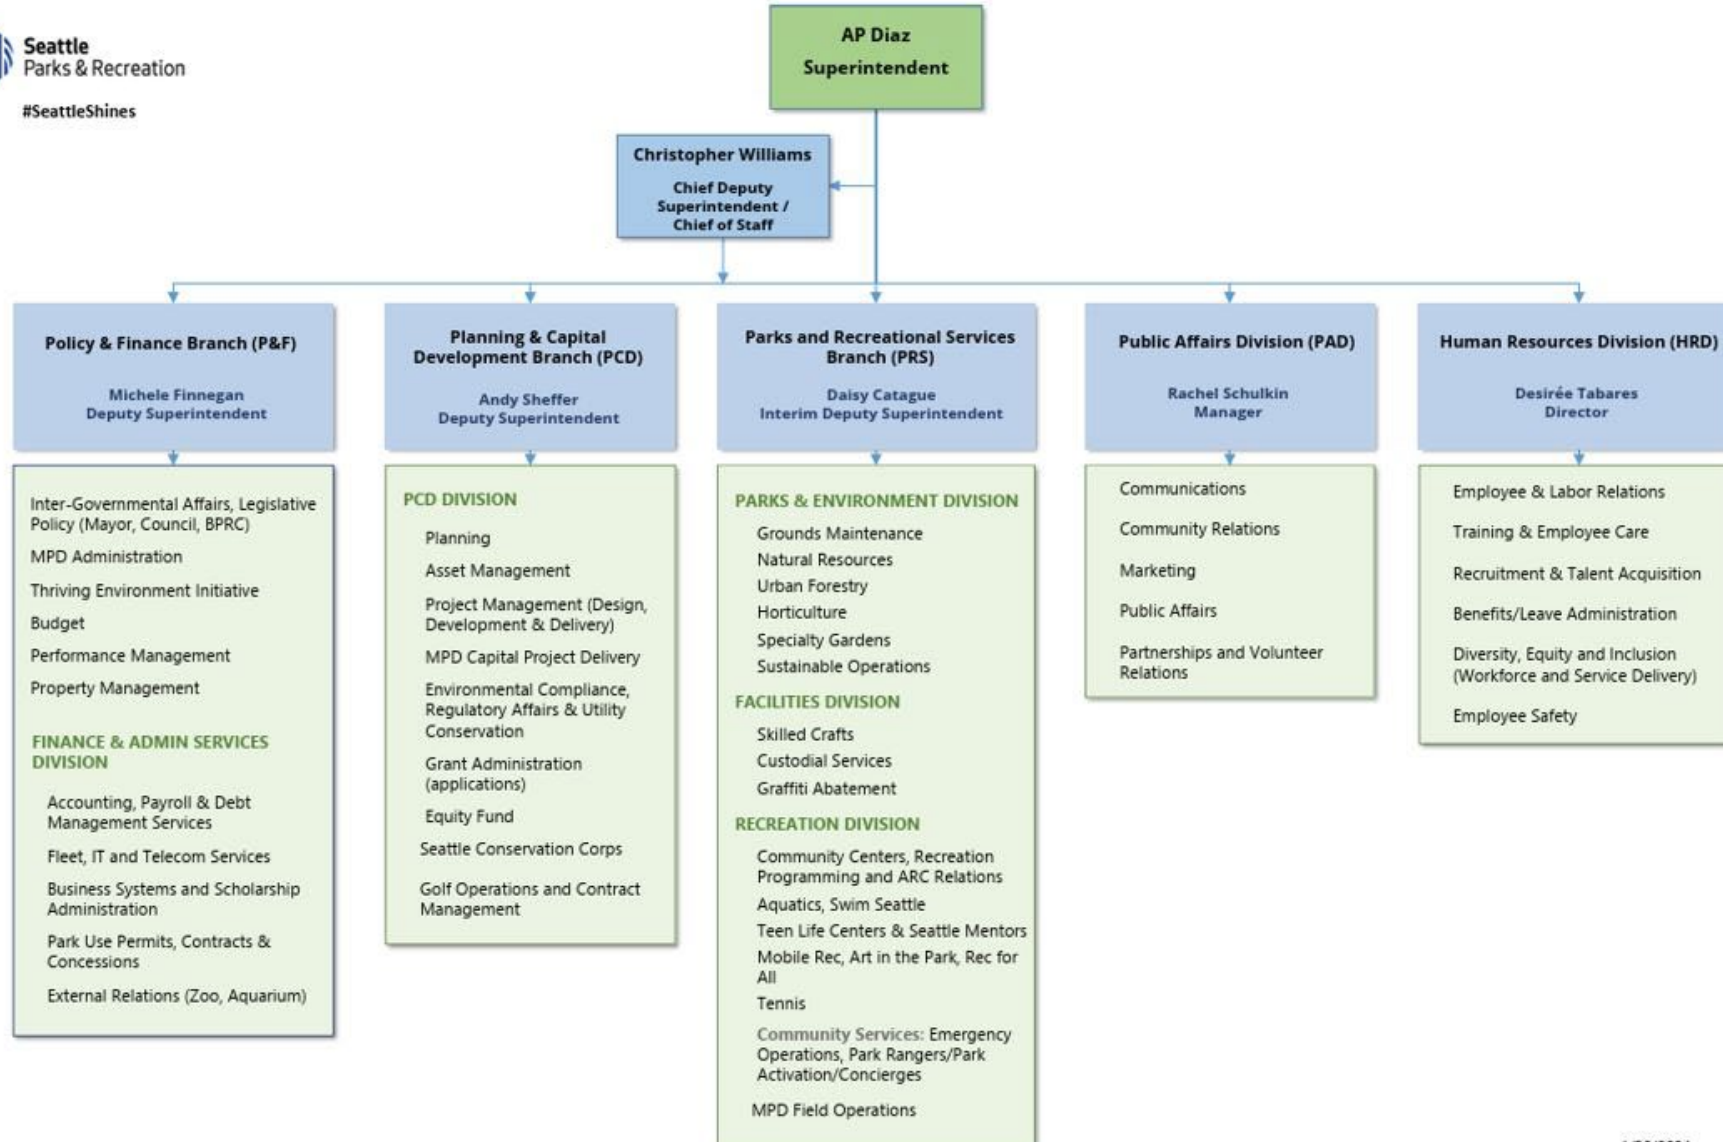 Seattle
Parks & Recreation
#SeattleShines
AP Diaz
Superintendent
Christopher Williams
Chief Deputy
Superintendent /
Chief of Staff
Policy & Finance Branch (P&F)
Michele Finnegan
Deputy Superintendent
Inter-Governmental Affairs, Legislative
Policy (Mayor, Council, BPRC)
MPD Administration
Thriving Environment Initiative
Budget
Performance Management
Property Management
FINANCE & ADMIN SERVICES
DIVISION
Accounting, Payroll & Debt
Management Services
Fleet, IT and Telecom Services
Business Systems and Scholarship
Administration
Park Use Permits, Contracts &
Concessions
External Relations (Zoo, Aquarium)
Planning & Capital
Development Branch (PCD)
Andy Sheffer
Deputy Superintendent
PCD DIVISION
Planning
Asset Management
Project Management (Design,
Development & Delivery)
MPD Capital Project Delivery
Environmental Compliance,
Regulatory Affairs & Utility
Conservation
Grant Administration
(applications)
Equity Fund
Seattle Conservation Corps
Golf Operations and Contract
Management
Parks and Recreational Services
Branch (PRS)
Daisy Catague
Interim Deputy Superintendent
PARKS & ENVIRONMENT DIVISION
Grounds Maintenance
Natural Resources
Urban Forestry
Horticulture
Specialty Gardens
Sustainable Operations
FACILITIES DIVISION
Skilled Crafts
Custodial Services
Graffiti Abatement
RECREATION DIVISION
Community Centers, Recreation
Programming and ARC Relations
Aquatics, Swim Seattle
Teen Life Centers & Seattle Mentors
Mobile Rec, Art in the Park, Rec for
All
Tennis
Community Services: Emergency
Operations, Park Rangers/Park
Activation/Concierges
MPD Field Operations
Public Affairs Division (PAD)
Rachel Schulkin
Manager
Communications
Community Relations
Marketing
Public Affairs
Partnerships and Volunteer
Relations
Human Resources Division (HRD)
Desirée Tabares
Director
Employee & Labor Relations
Training & Employee Care
Recruitment & Talent Acquisition
Benefits/Leave Administration
Diversity, Equity and Inclusion
(Workforce and Service Delivery)
Employee Safety